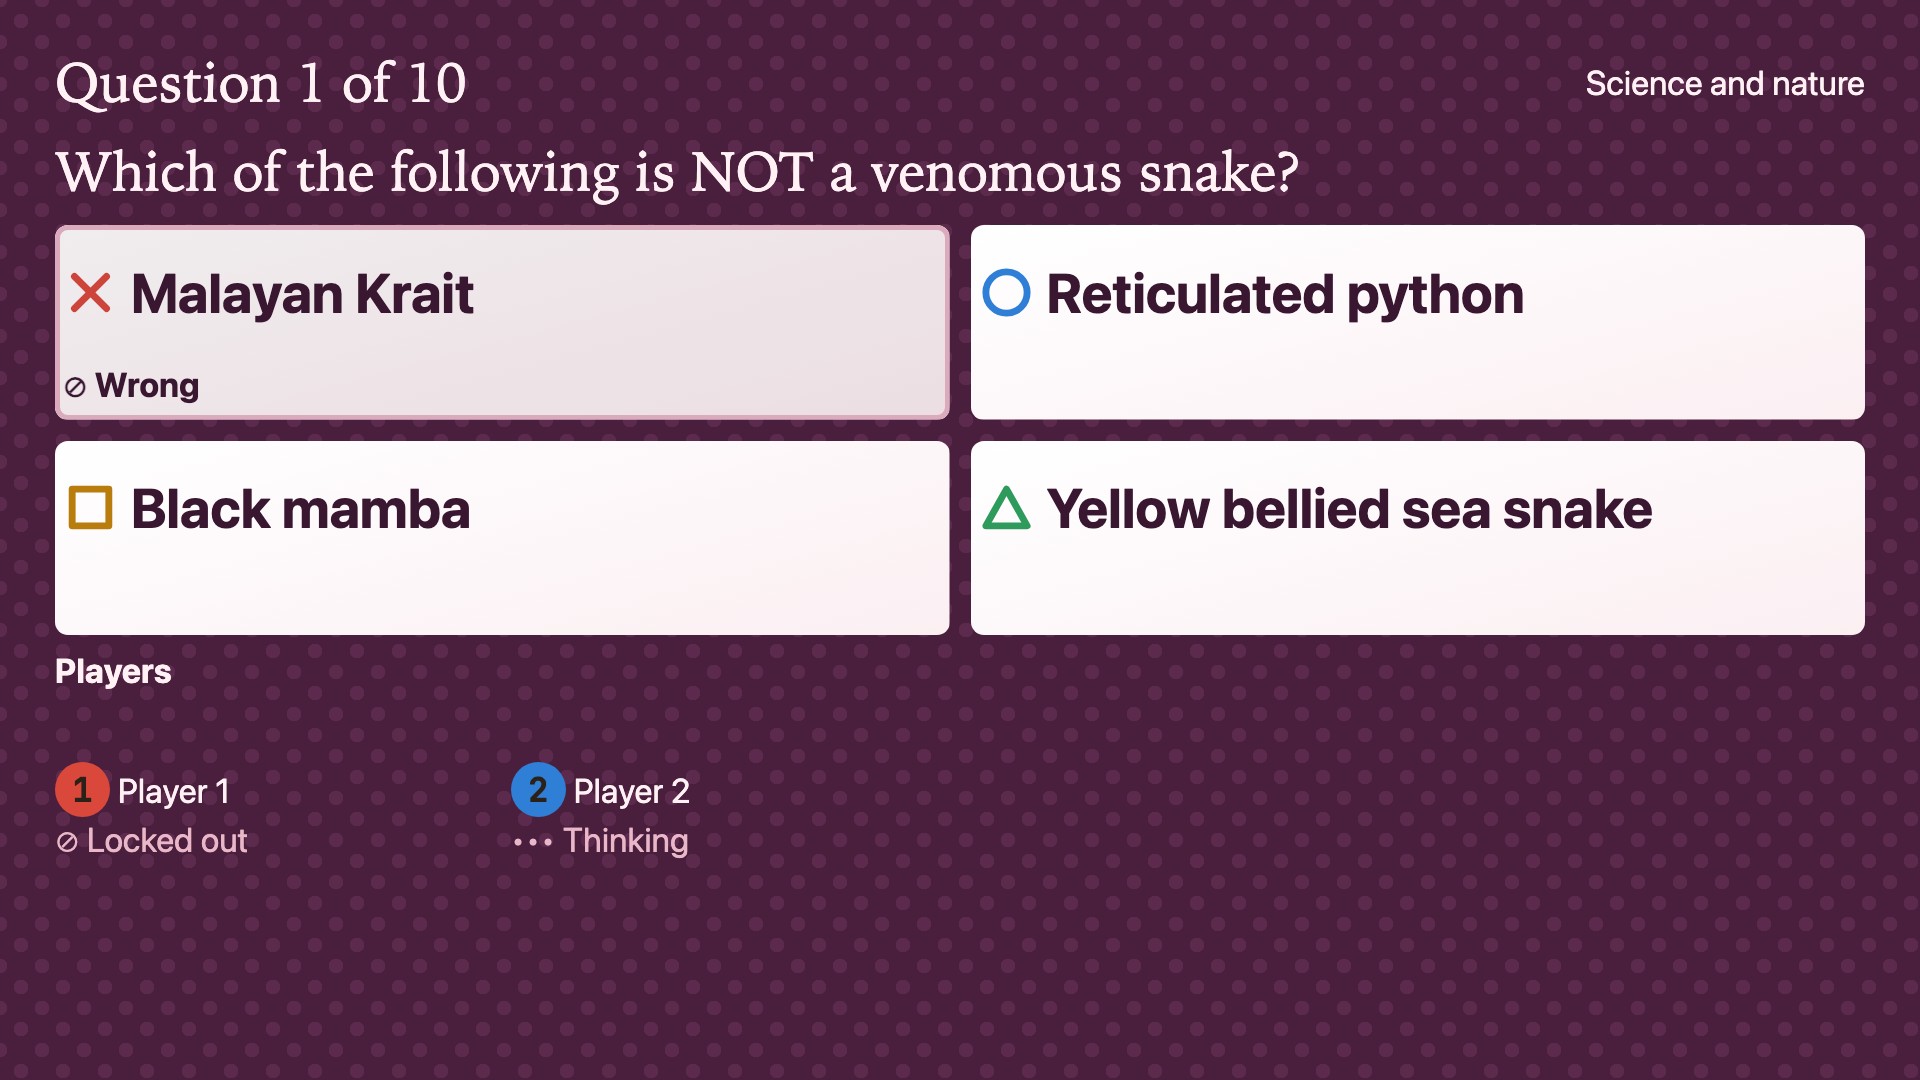 Question 1 of 10
Science and nature
Which of the following is NOT a venomous snake?
Malayan Krait
Wrong
Reticulated python
Black mamba
Yellow bellied sea snake
Players
1 Player 1
Locked out
2 Player 2
Thinking